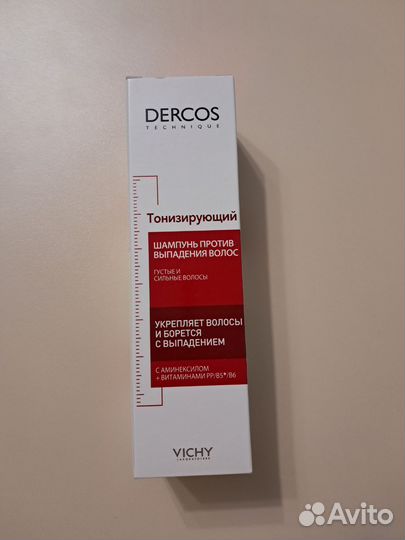 DERCOS
TECHNIQUE
Тонизирующий
ШАМПУНЬ ПРОТИВ
ВЫПАДЕНИЯ ВОЛОС
ГУСТЫЕ И
СИЛЬНЫЕ ВОЛОСЫ
УКРЕПЛЯЕТ ВОЛОСЫ
И БОРЕТСЯ
С ВЫПАДЕНИЕМ
С АМИНЕКСИЛОМ
+ ВИТАМИНАМИ PP/B5*/B6
VICHY
LABORATOIRES
Avito